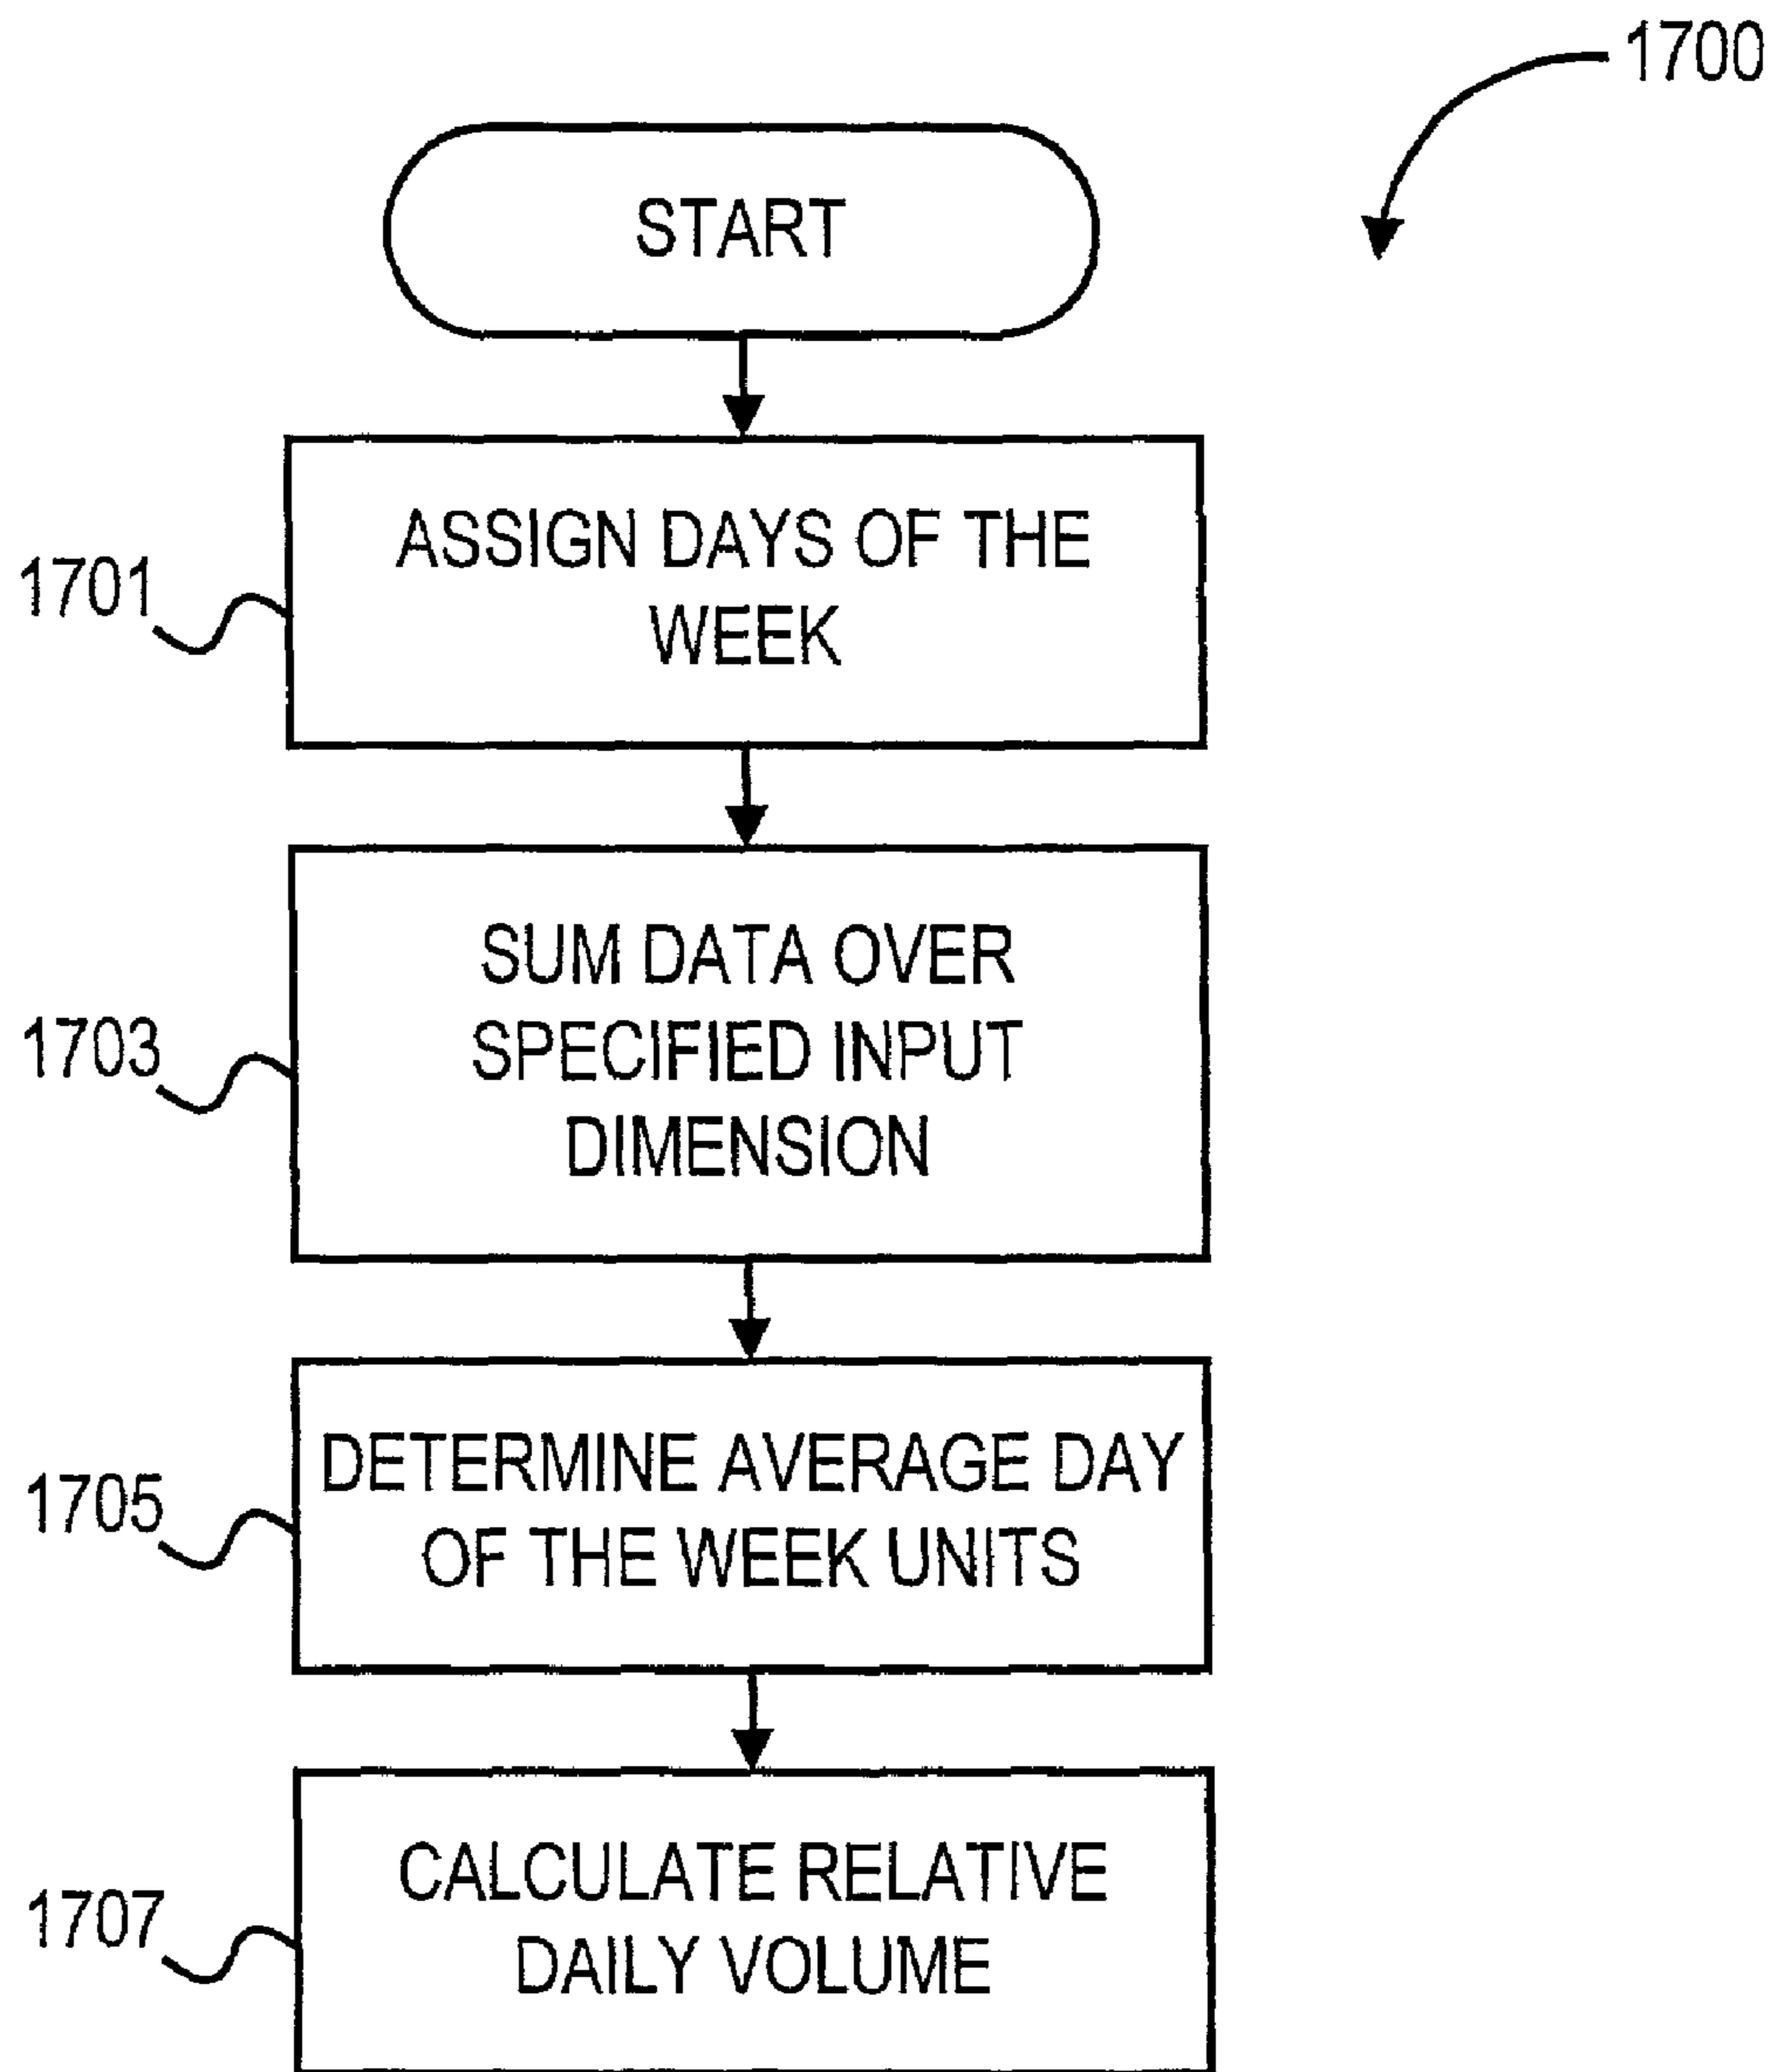 1700
START
ASSIGN DAYS OF THE
WEEK
1701
SUM DATA OVER
SPECIFIED INPUT
DIMENSION
1703
DETERMINE AVERAGE DAY
OF THE WEEK UNITS
1705
CALCULATE RELATIVE
DAILY VOLUME
1707